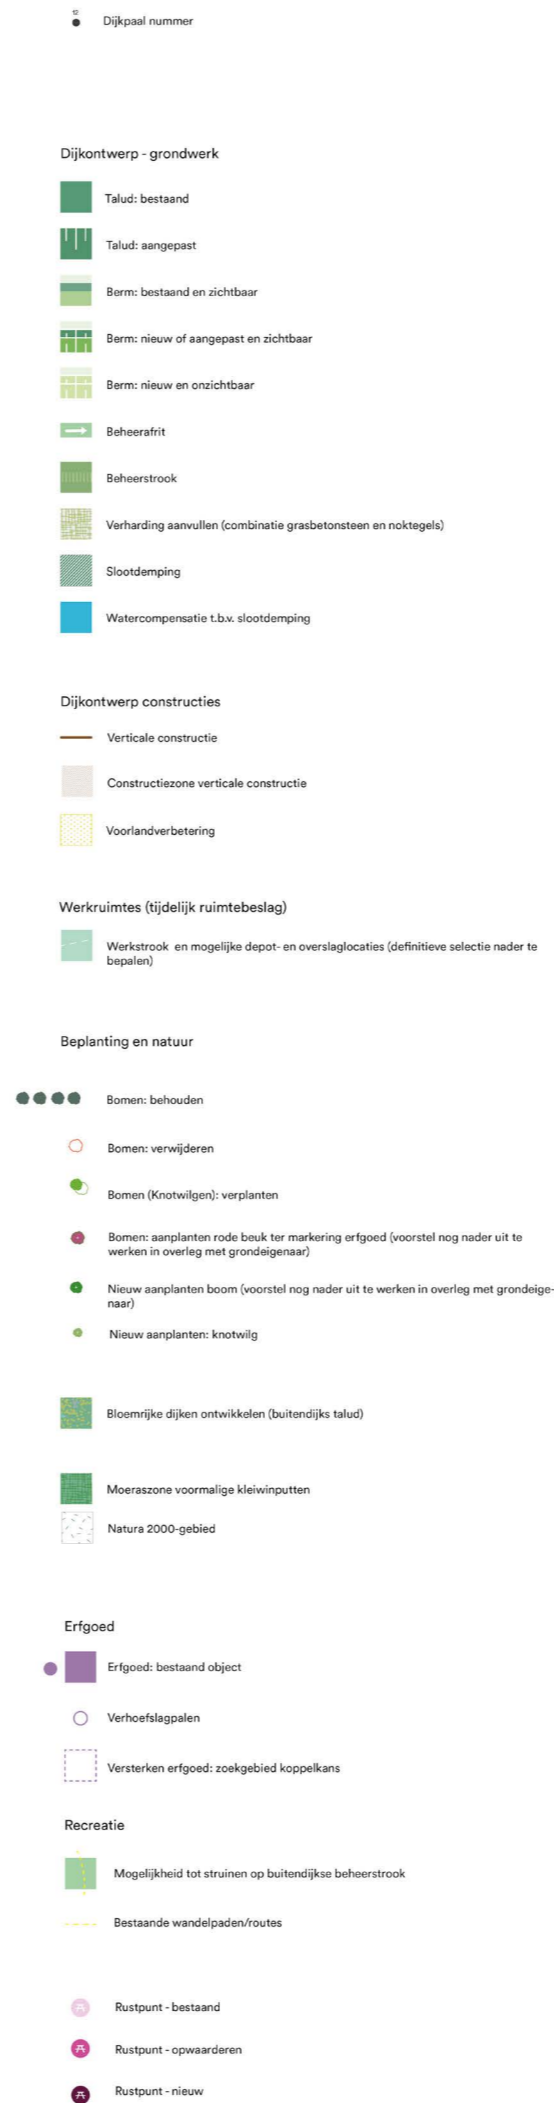 12
Dijkpaal nummer
Dijkontwerp - grondwerk
Talud: bestaand
Talud: aangepast
Berm: bestaand en zichtbaar
Berm: nieuw of aangepast en zichtbaar
Berm: nieuw en onzichtbaar
Beheerafrit
Beheerstrook
Verharding aanvullen (combinatie grasbetonsteen en noktegels)
Slootdemping
Watercompensatie t.b.v. slootdemping
Dijkontwerp constructies
Verticale constructie
Constructiezone verticale constructie
Voorlandverbetering
Werkruimtes (tijdelijk ruimtebeslag)
Werkstrook en mogelijke depot- en overslaglocaties (definitieve selectie nader te
bepalen)
Beplanting en natuur
Bomen: behouden
Bomen: verwijderen
Bomen (Knotwilgen): verplanten
Bomen: aanplanten rode beuk ter markering erfgoed (voorstel nog nader uit te
werken in overleg met grondeigenaar)
Nieuw aanplanten boom (voorstel nog nader uit te werken in overleg met grondeige-
naar)
Nieuw aanplanten: knotwilg
Bloemrijke dijken ontwikkelen (buitendijks talud)
Moeraszone voormalige kleiwinputten
Natura 2000-gebied
Erfgoed
Erfgoed: bestaand object
Verhoefslagpalen
Versterken erfgoed: zoekgebied koppelkans
Recreatie
Mogelijkheid tot struinen op buitendijkse beheerstrook
Bestaande wandelpaden/routes
Rustpunt - bestaand
Rustpunt - opwaarderen
Rustpunt - nieuw